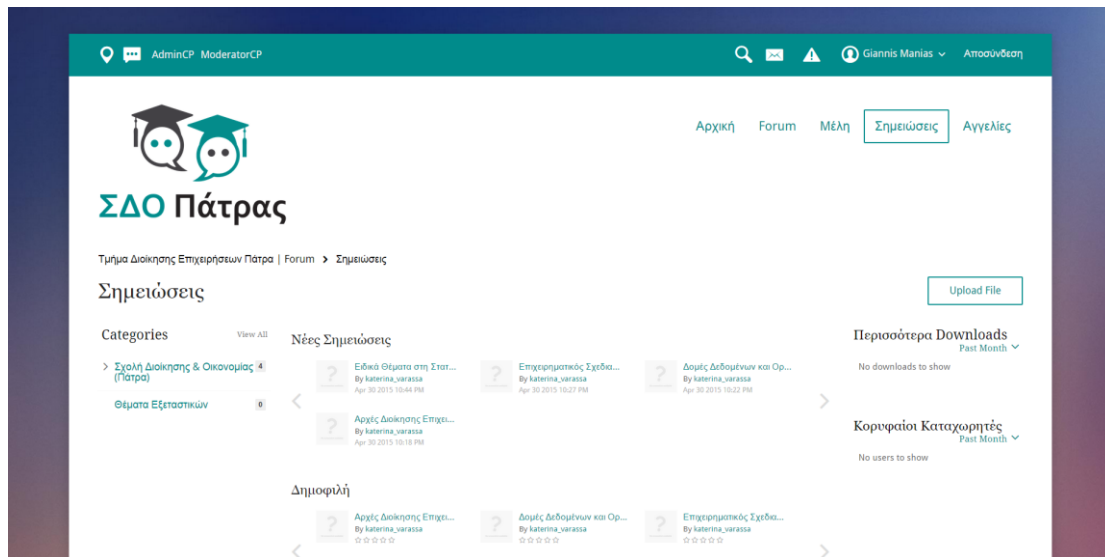 AdminCP ModeratorCP
Giannis Manias Αποσύνδεση
Αρχική Forum Μέλη Σημειώσεις Αγγελίες
ΣΔΟ Πάτρας
Τμήμα Διοίκησης Επιχειρήσεων Πάτρα | Forum > Σημειώσεις
Σημειώσεις
Upload File
Categories View All
Σχολή Διοίκησης & Οικονομίας 4
(Πάτρα)
Θέματα Εξεταστικών 0
Νέες Σημειώσεις
Ειδικά Θέματα στη Στατ...
By katerina_varassa
Apr 30 2015 10:44 PM
Επιχειρηματικός Σχεδια...
By katerina_varassa
Apr 30 2015 10:27 PM
Δομές Δεδομένων και Ορ...
By katerina_varassa
Apr 30 2015 10:22 PM
Αρχές Διοίκησης Επιχει...
By katerina_varassa
Apr 30 2015 10:18 PM
Δημοφιλή
Αρχές Διοίκησης Επιχει...
By katerina_varassa
Δομές Δεδομένων και Ορ...
By katerina_varassa
Επιχειρηματικός Σχεδια...
By katerina_varassa
Περισσότερα Downloads
Past Month
No downloads to show
Κορυφαίοι Καταχωρητές
Past Month
No users to show